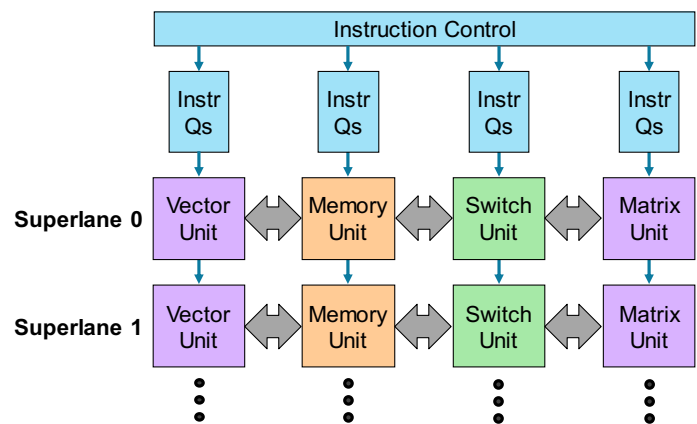 Instruction Control
Instr
Qs
Instr
Qs
Instr
Qs
Instr
Qs
Superlane 0
Vector
Unit
Memory
Unit
Switch
Unit
Matrix
Unit
Superlane 1
Vector
Unit
Memory
Unit
Switch
Unit
Matrix
Unit